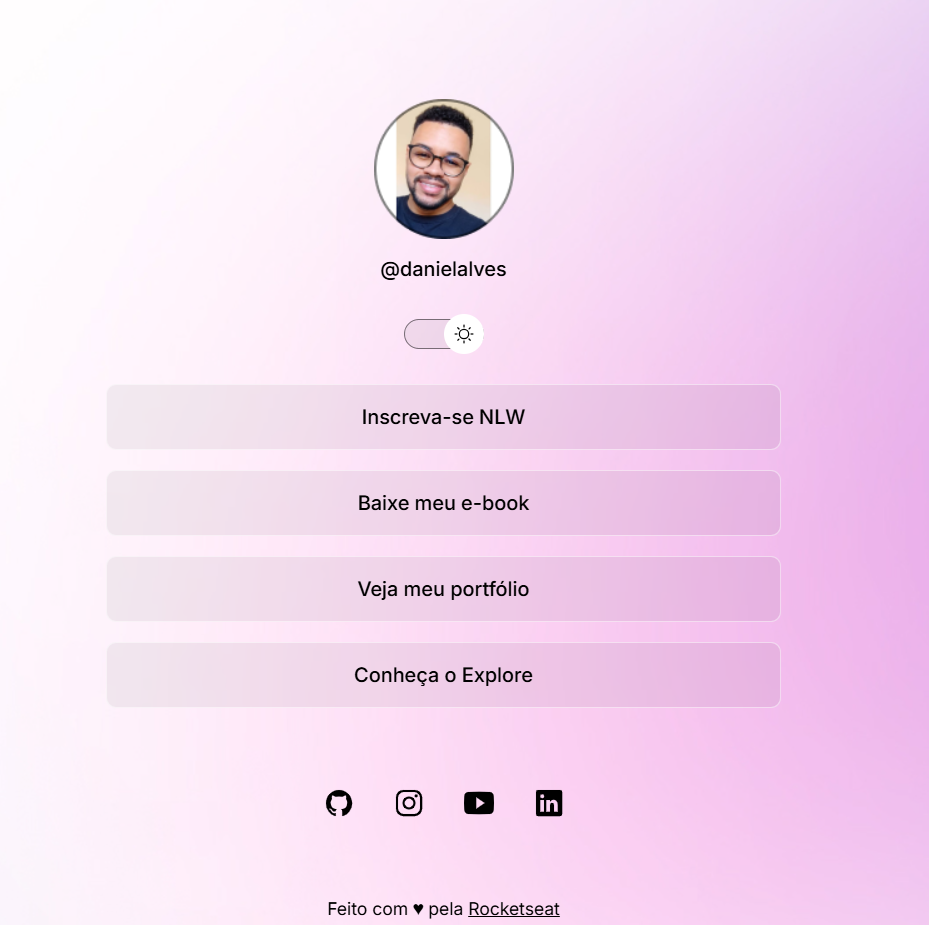 @danielalves
Inscreva-se NLW
Baixe meu e-book
Veja meu portfólio
Conheça o Explore
Feito com ♥ pela Rocketseat